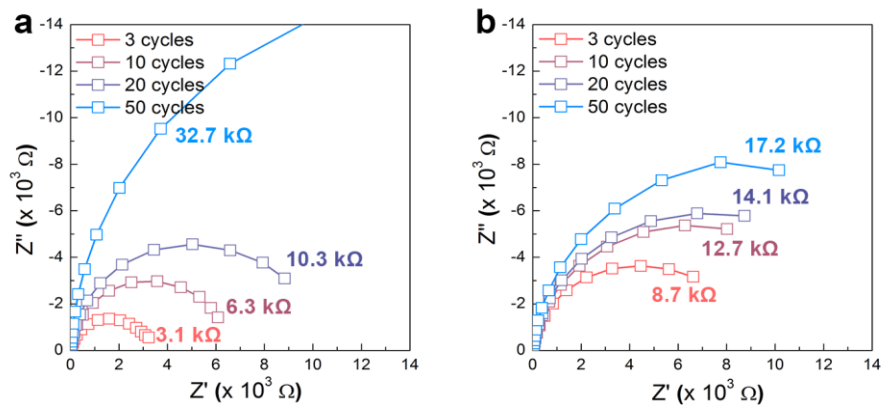 a
-14
-12
-10
-8
-6
-4
-2
0
Z'' (x 10³ Ω)
3 cycles
10 cycles
20 cycles
50 cycles
32.7 kΩ
10.3 kΩ
6.3 kΩ
3.1 kΩ
0 2 4 6 8 10 12 14
Z' (x 10³ Ω)
b
-14
-12
-10
-8
-6
-4
-2
0
Z'' (x 10³ Ω)
3 cycles
10 cycles
20 cycles
50 cycles
17.2 kΩ
14.1 kΩ
12.7 kΩ
8.7 kΩ
0 2 4 6 8 10 12 14
Z' (x 10³ Ω)